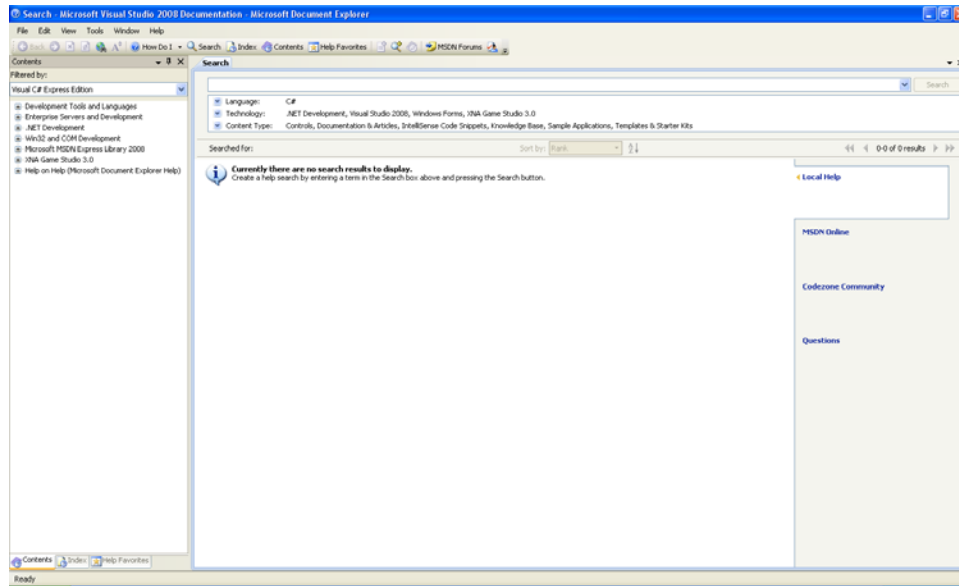 Search - Microsoft Visual Studio 2008 Documentation - Microsoft Document Explorer
File Edit View Tools Window Help
Back How Do I Search Index Contents Help Favorites MSDN Forums
Contents
Filtered by:
Visual C# Express Edition
Development Tools and Languages
Enterprise Servers and Development
.NET Development
Win32 and COM Development
Microsoft MSDN Express Library 2008
XNA Game Studio 3.0
Help on Help (Microsoft Document Explorer Help)
Search
Search
Language: C#
Technology: .NET Development, Visual Studio 2008, Windows Forms, XNA Game Studio 3.0
Content Type: Controls, Documentation & Articles, IntelliSense Code Snippets, Knowledge Base, Sample Applications, Templates & Starter Kits
Searched for: Sort by: Rank 0-0 of 0 results
Currently there are no search results to display.
Create a help search by entering a term in the Search box above and pressing the Search button.
Local Help
MSDN Online
Codezone Community
Questions
Contents Index Help Favorites
Ready